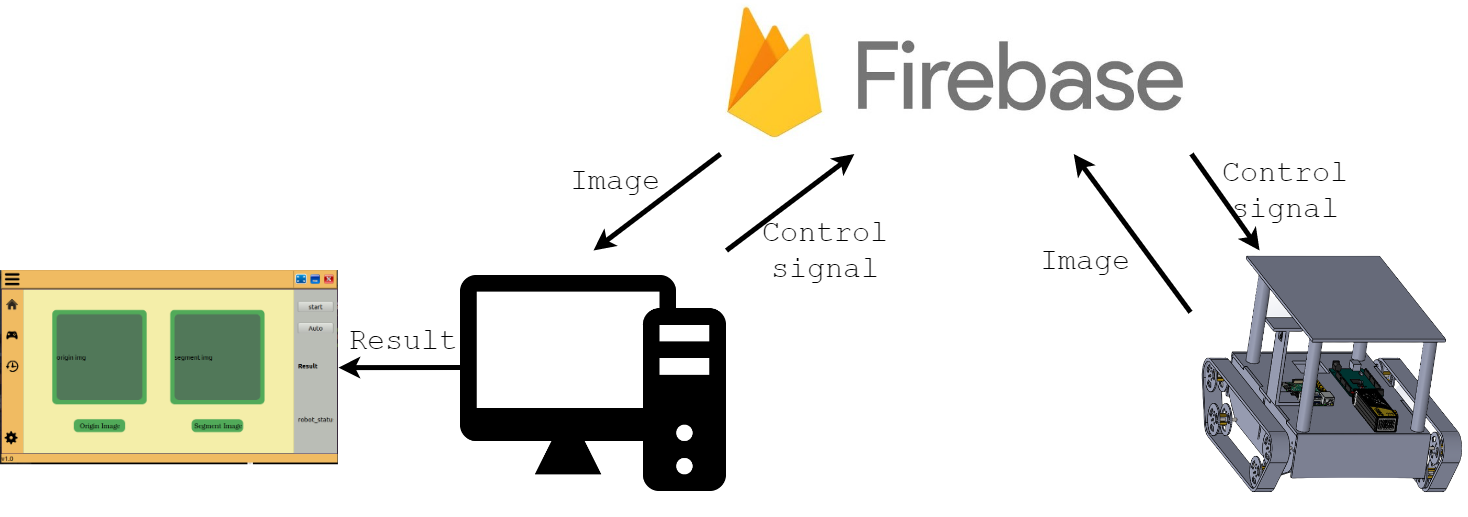 Firebase
Image
Control
signal
Control
signal
Image
Result
start
Auto
origin img
segment img
Result
robot_statu
Origin Image
Segment Image
v1.0